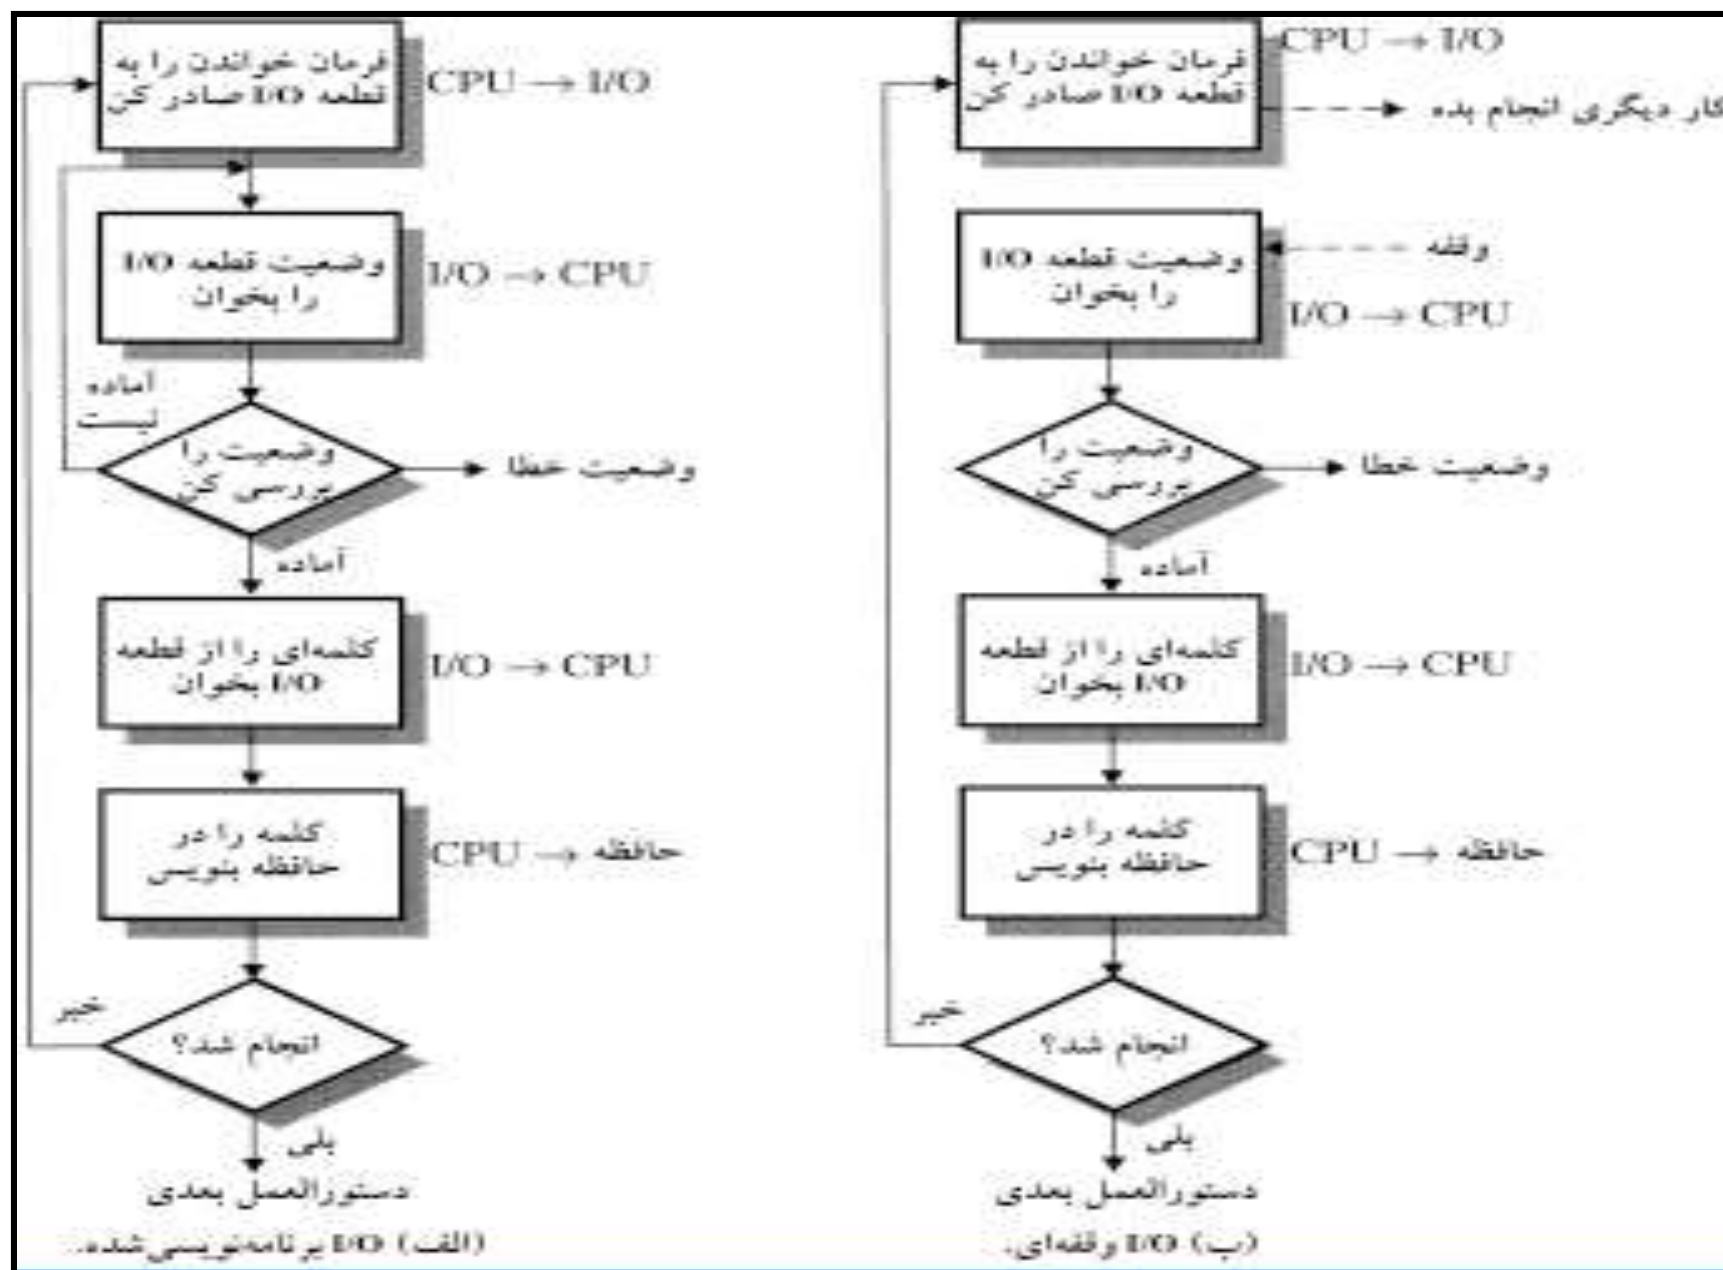 فرمان خواندن را به
قطعه I/O صادر کن
CPU → I/O
وضعیت قطعه I/O
را بخوان
I/O → CPU
آماده
نیست
وضعیت را
بررسی کن
وضعیت خطا
آماده
کلمه‌ای را از قطعه
I/O بخوان
I/O → CPU
کلمه را در
حافظه بنویس
CPU → حافظه
خیر
انجام شد؟
بلی
دستورالعمل بعدی
(الف) I/O برنامه‌نویسی‌شده.
فرمان خواندن را به
قطعه I/O صادر کن
CPU → I/O
کار دیگری انجام بده
وضعیت قطعه I/O
را بخوان
وقفه
I/O → CPU
وضعیت را
بررسی کن
وضعیت خطا
آماده
کلمه‌ای را از قطعه
I/O بخوان
I/O → CPU
کلمه را در
حافظه بنویس
CPU → حافظه
خیر
انجام شد؟
بلی
دستورالعمل بعدی
(ب) I/O وقفه‌ای.